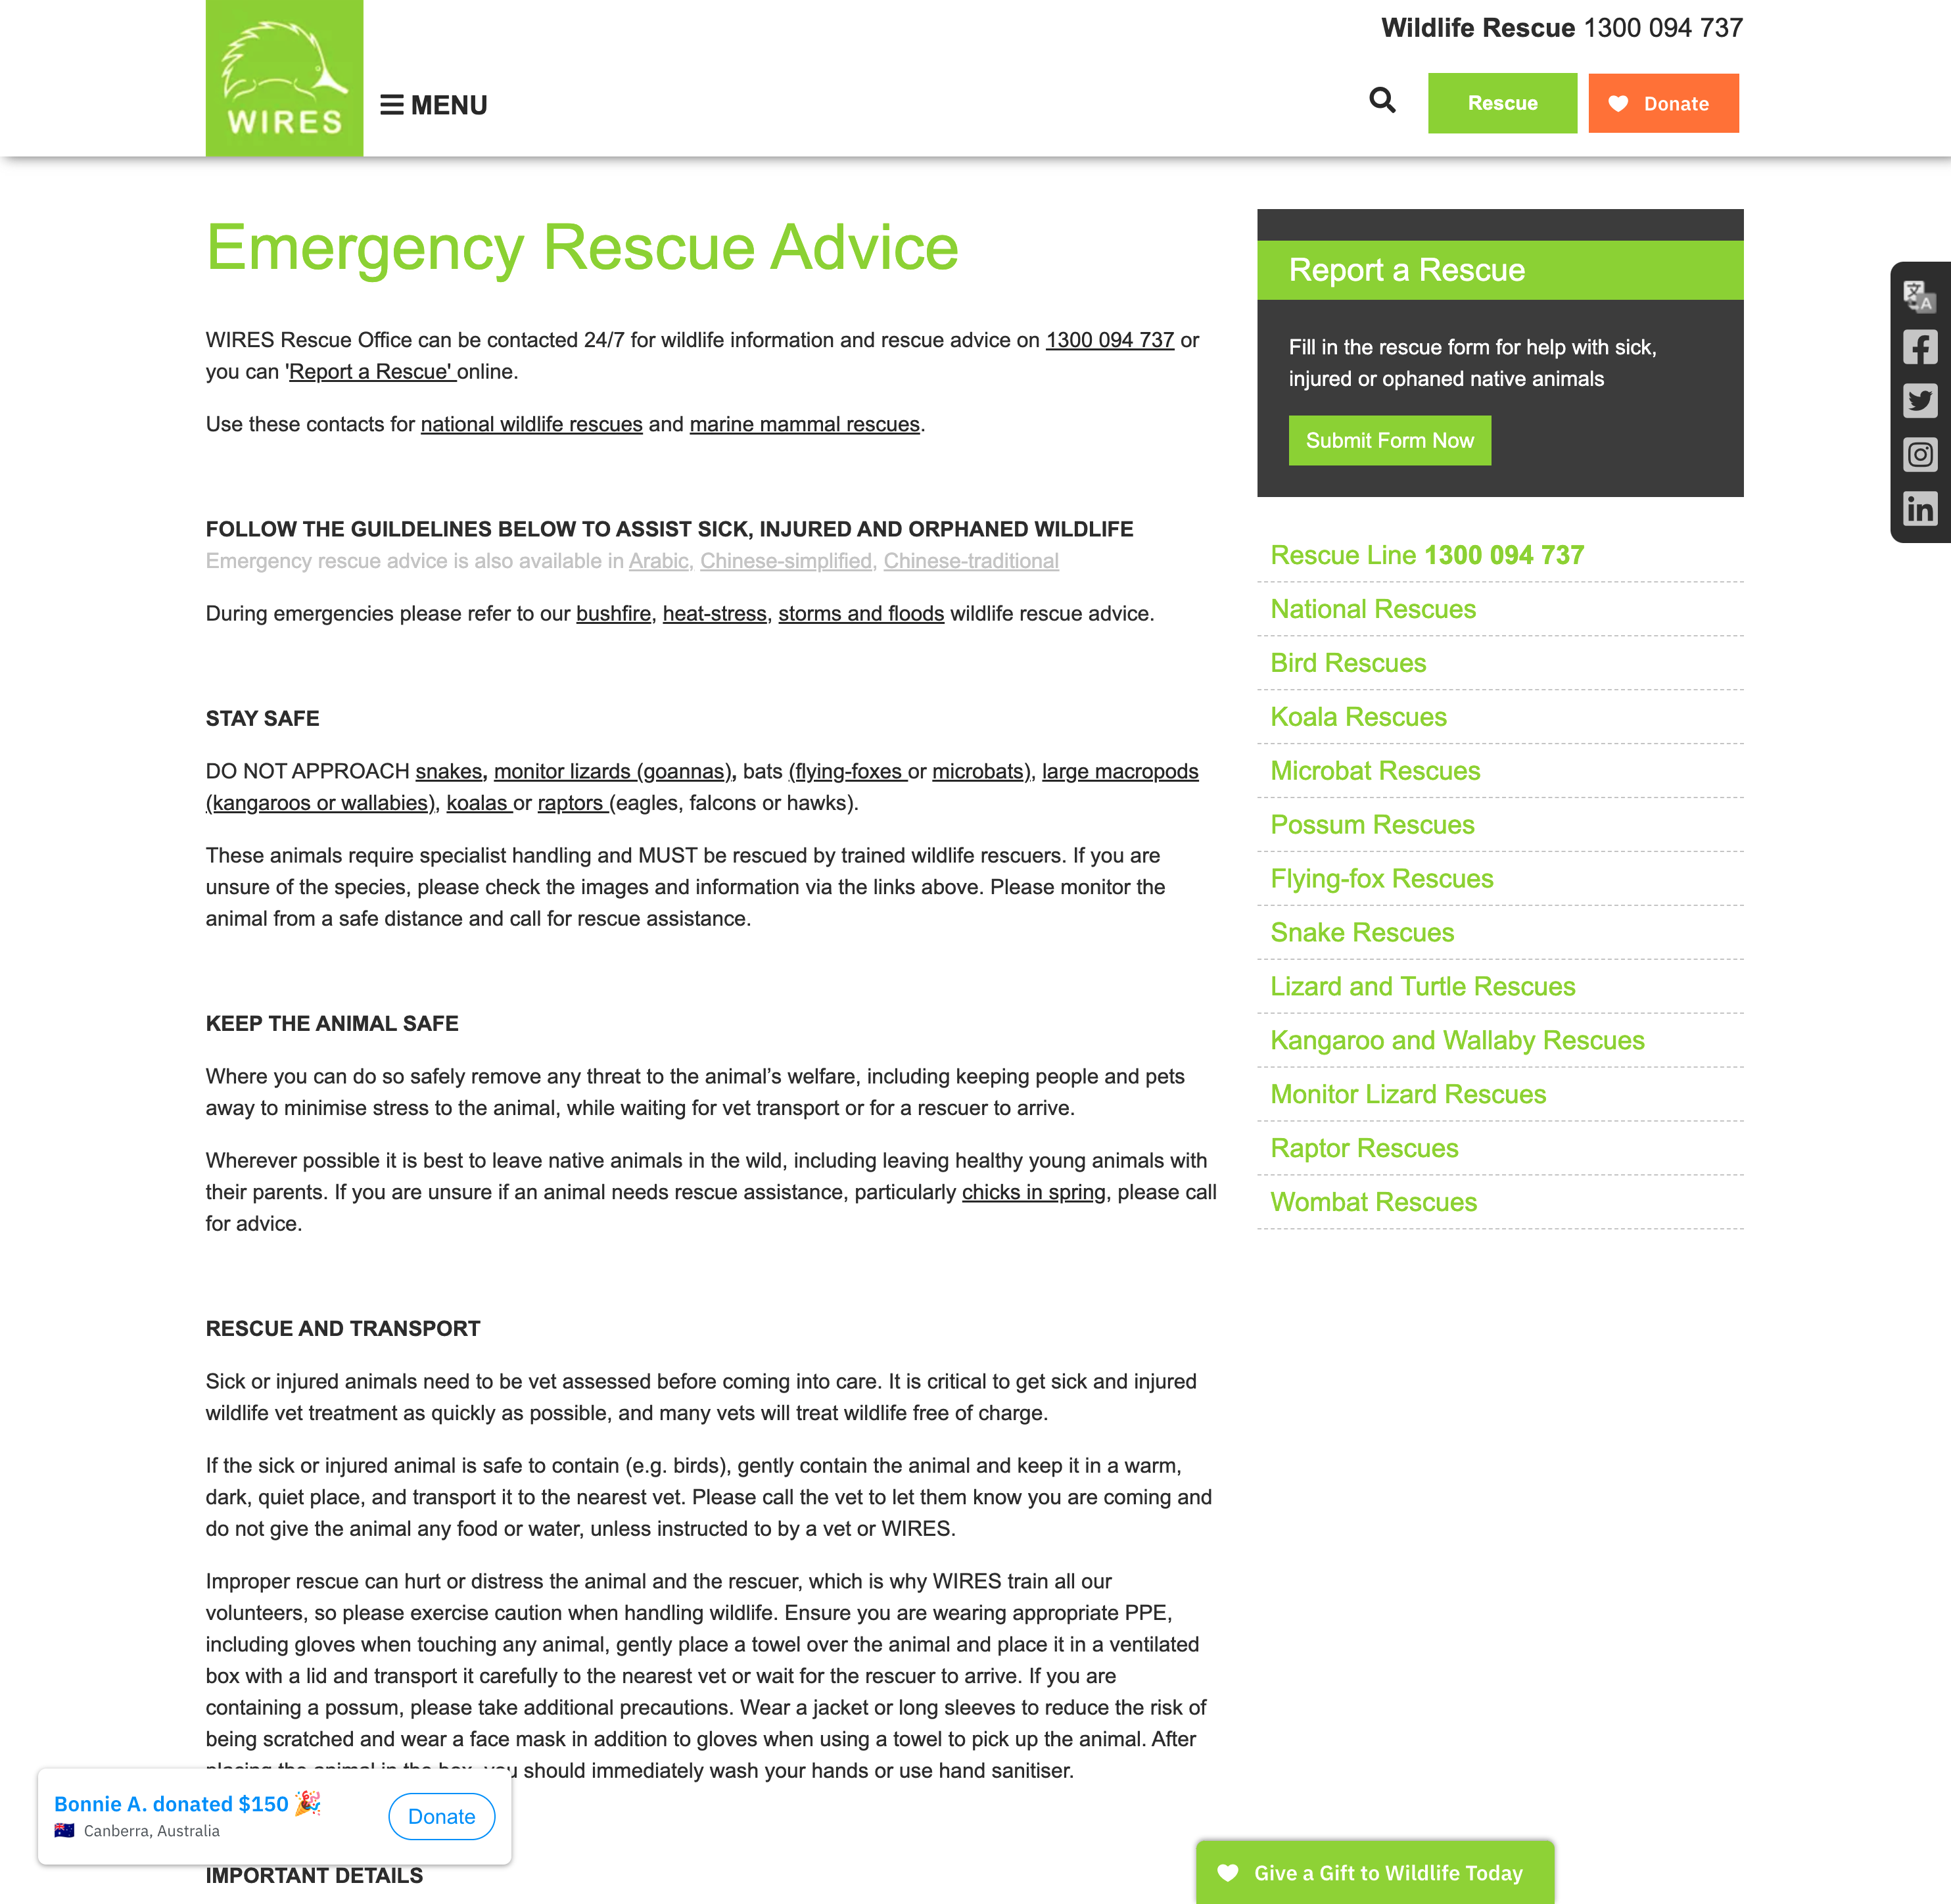 WIRES
MENU
Wildlife Rescue 1300 094 737
Rescue
Donate
Emergency Rescue Advice
WIRES Rescue Office can be contacted 24/7 for wildlife information and rescue advice on 1300 094 737 or
you can 'Report a Rescue' online.
Use these contacts for national wildlife rescues and marine mammal rescues.
FOLLOW THE GUILDELINES BELOW TO ASSIST SICK, INJURED AND ORPHANED WILDLIFE
Emergency rescue advice is also available in Arabic, Chinese-simplified, Chinese-traditional
During emergencies please refer to our bushfire, heat-stress, storms and floods wildlife rescue advice.
STAY SAFE
DO NOT APPROACH snakes, monitor lizards (goannas), bats (flying-foxes or microbats), large macropods
(kangaroos or wallabies), koalas or raptors (eagles, falcons or hawks).
These animals require specialist handling and MUST be rescued by trained wildlife rescuers. If you are
unsure of the species, please check the images and information via the links above. Please monitor the
animal from a safe distance and call for rescue assistance.
KEEP THE ANIMAL SAFE
Where you can do so safely remove any threat to the animal’s welfare, including keeping people and pets
away to minimise stress to the animal, while waiting for vet transport or for a rescuer to arrive.
Wherever possible it is best to leave native animals in the wild, including leaving healthy young animals with
their parents. If you are unsure if an animal needs rescue assistance, particularly chicks in spring, please call
for advice.
RESCUE AND TRANSPORT
Sick or injured animals need to be vet assessed before coming into care. It is critical to get sick and injured
wildlife vet treatment as quickly as possible, and many vets will treat wildlife free of charge.
If the sick or injured animal is safe to contain (e.g. birds), gently contain the animal and keep it in a warm,
dark, quiet place, and transport it to the nearest vet. Please call the vet to let them know you are coming and
do not give the animal any food or water, unless instructed to by a vet or WIRES.
Improper rescue can hurt or distress the animal and the rescuer, which is why WIRES train all our
volunteers, so please exercise caution when handling wildlife. Ensure you are wearing appropriate PPE,
including gloves when touching any animal, gently place a towel over the animal and place it in a ventilated
box with a lid and transport it carefully to the nearest vet or wait for the rescuer to arrive. If you are
containing a possum, please take additional precautions. Wear a jacket or long sleeves to reduce the risk of
being scratched and wear a face mask in addition to gloves when using a towel to pick up the animal. After
placing the animal in the box, you should immediately wash your hands or use hand sanitiser.
IMPORTANT DETAILS
Report a Rescue
Fill in the rescue form for help with sick,
injured or ophaned native animals
Submit Form Now
Rescue Line 1300 094 737
National Rescues
Bird Rescues
Koala Rescues
Microbat Rescues
Possum Rescues
Flying-fox Rescues
Snake Rescues
Lizard and Turtle Rescues
Kangaroo and Wallaby Rescues
Monitor Lizard Rescues
Raptor Rescues
Wombat Rescues
文 A
Bonnie A. donated $150
Canberra, Australia
Donate
Give a Gift to Wildlife Today